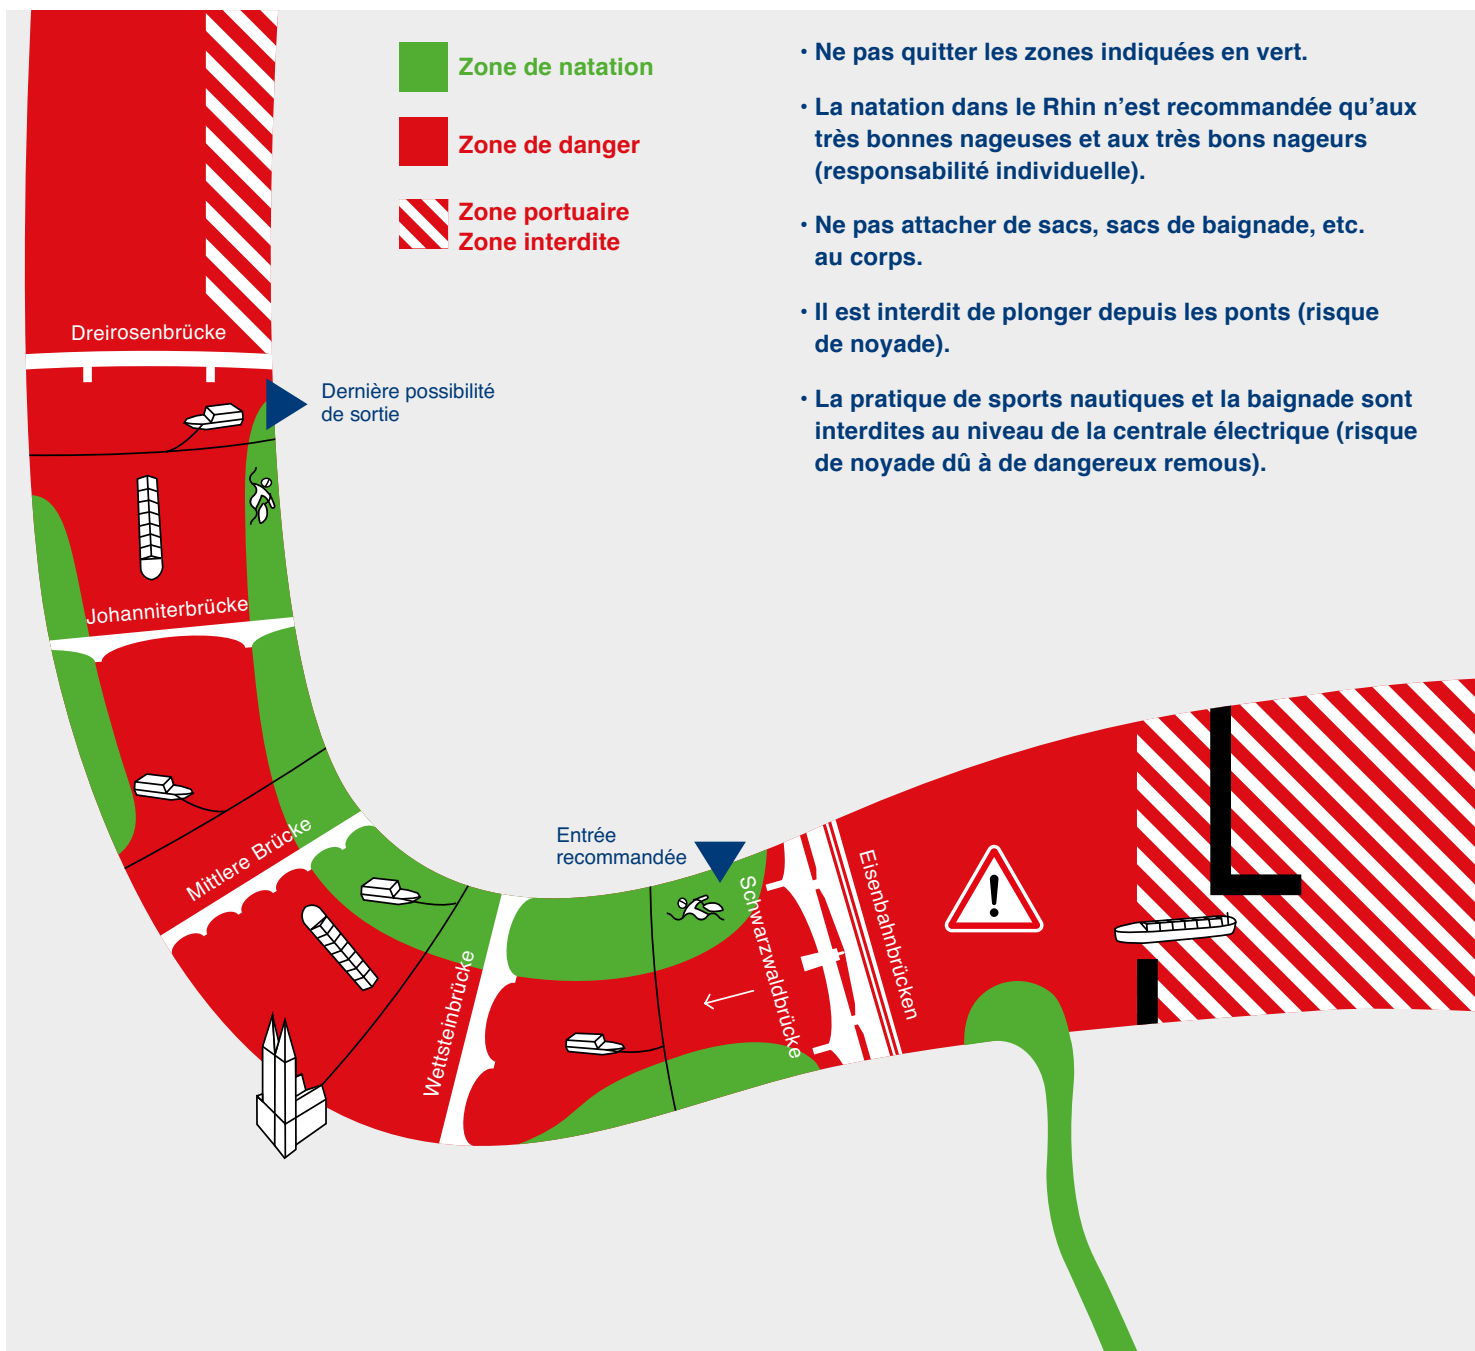 Zone de natation
Zone de danger
Zone portuaire
Zone interdite
· Ne pas quitter les zones indiquées en vert.
· La natation dans le Rhin n’est recommandée qu’aux
très bonnes nageuses et aux très bons nageurs
(responsabilité individuelle).
· Ne pas attacher de sacs, sacs de baignade, etc.
au corps.
· Il est interdit de plonger depuis les ponts (risque
de noyade).
· La pratique de sports nautiques et la baignade sont
interdites au niveau de la centrale électrique (risque
de noyade dû à de dangereux remous).
Dreirosenbrücke
Dernière possibilité
de sortie
Johanniterbrücke
Mittlere Brücke
Entrée
recommandée
Wettsteinbrücke
Schwarzwaldbrücke
Eisenbahnbrücken
!